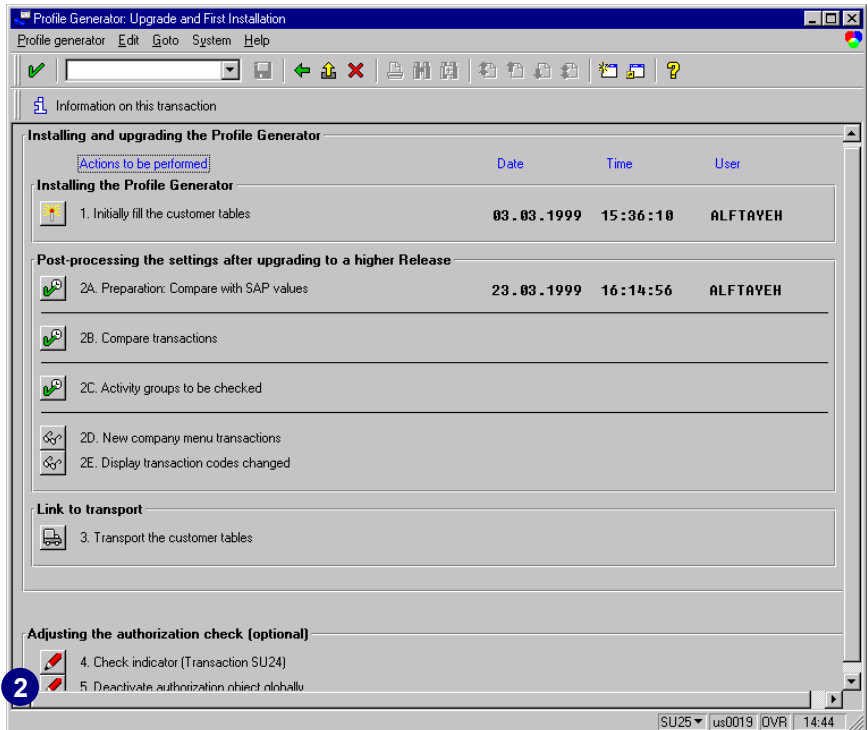 Profile Generator: Upgrade and First Installation
Profile generator Edit Goto System Help
Information on this transaction
Installing and upgrading the Profile Generator
Actions to be performed Date Time User
Installing the Profile Generator
1. Initially fill the customer tables 03.03.1999 15:36:10 ALFTAYEH
Post-processing the settings after upgrading to a higher Release
2A. Preparation: Compare with SAP values 23.03.1999 16:14:56 ALFTAYEH
2B. Compare transactions
2C. Activity groups to be checked
2D. New company menu transactions
2E. Display transaction codes changed
Link to transport
3. Transport the customer tables
Adjusting the authorization check (optional)
4. Check indicator (Transaction SU24)
2 5. Deactivate authorization object globally
SU25 us0019 OVR 14:44